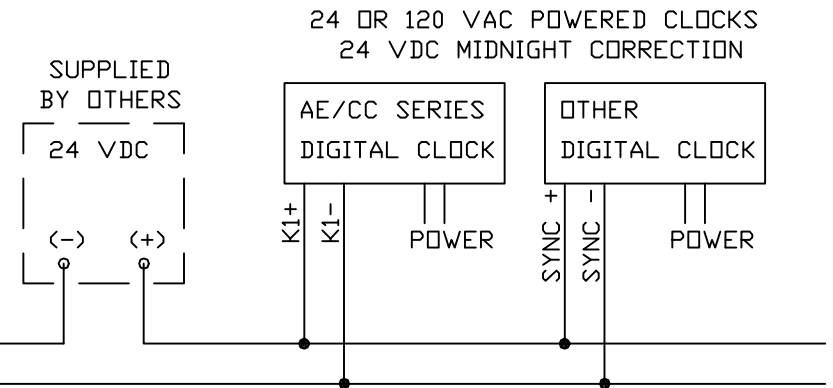 24 OR 120 VAC POWERED CLOCKS
24 VDC MIDNIGHT CORRECTION
SUPPLIED
BY OTHERS
24 VDC
(-) (+)
AE/CC SERIES
DIGITAL CLOCK
K1+
K1-
POWER
OTHER
DIGITAL CLOCK
SYNC +
SYNC -
POWER